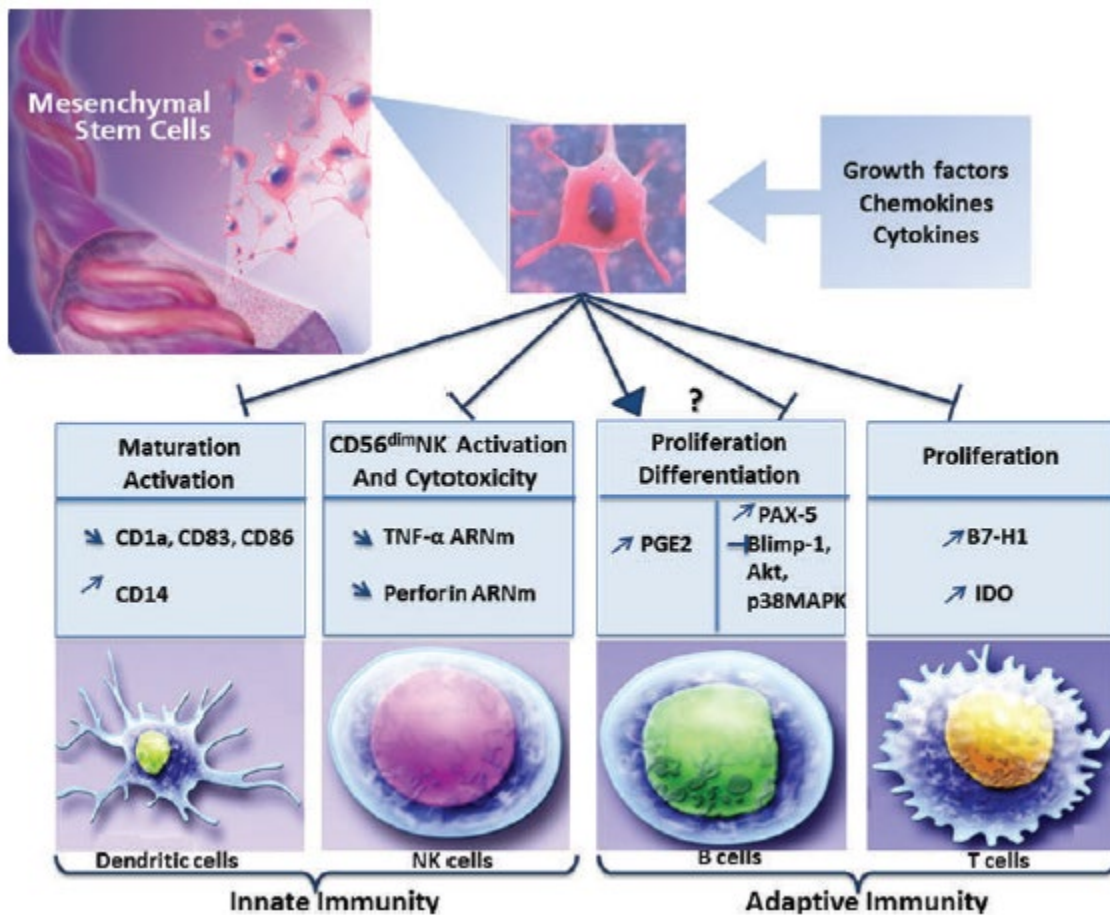 Mesenchymal
Stem Cells
Growth factors
Chemokines
Cytokines
?
Maturation
Activation
CD1a, CD83, CD86
CD14
CD56dimNK Activation
And Cytotoxicity
TNF-α ARNm
Perforin ARNm
Proliferation
Differentiation
PGE2
PAX-5
Blimp-1,
Akt,
p38MAPK
Proliferation
B7-H1
IDO
Dendritic cells
NK cells
B cells
T cells
Innate Immunity
Adaptive Immunity